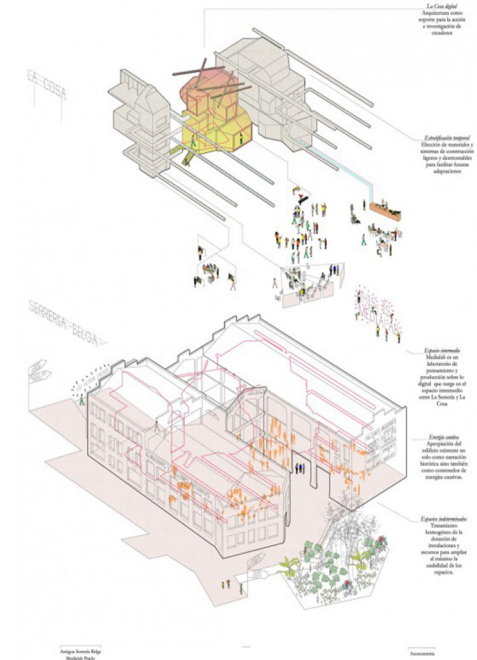 La Cosa digital
Arquitectura como
soporte para la acción
e investigación de
creadores
LA COSA
Estratificación temporal
Elección de materiales y
sistemas de construcción
ligeros y desmontables
para facilitar futuras
adaptaciones
SERRERÍA BELGA
Espacio intermedio
Medialab es un
laboratorio de
pensamiento y
producción sobre lo
digital que surge en el
espacio intermedio
entre La Serrería y La
Cosa
Energía cautiva
Apropiación del
edificio existente no
solo como narración
histórica sino también
como contenedor de
energías cautivas.
Espacios indeterminados
Tratamiento
homogéneo de la
dotación de
instalaciones y
recursos para ampliar
al máximo la
usabilidad de los
espacios.
Antigua Serrería Belga
Medialab Prado
Axonometría